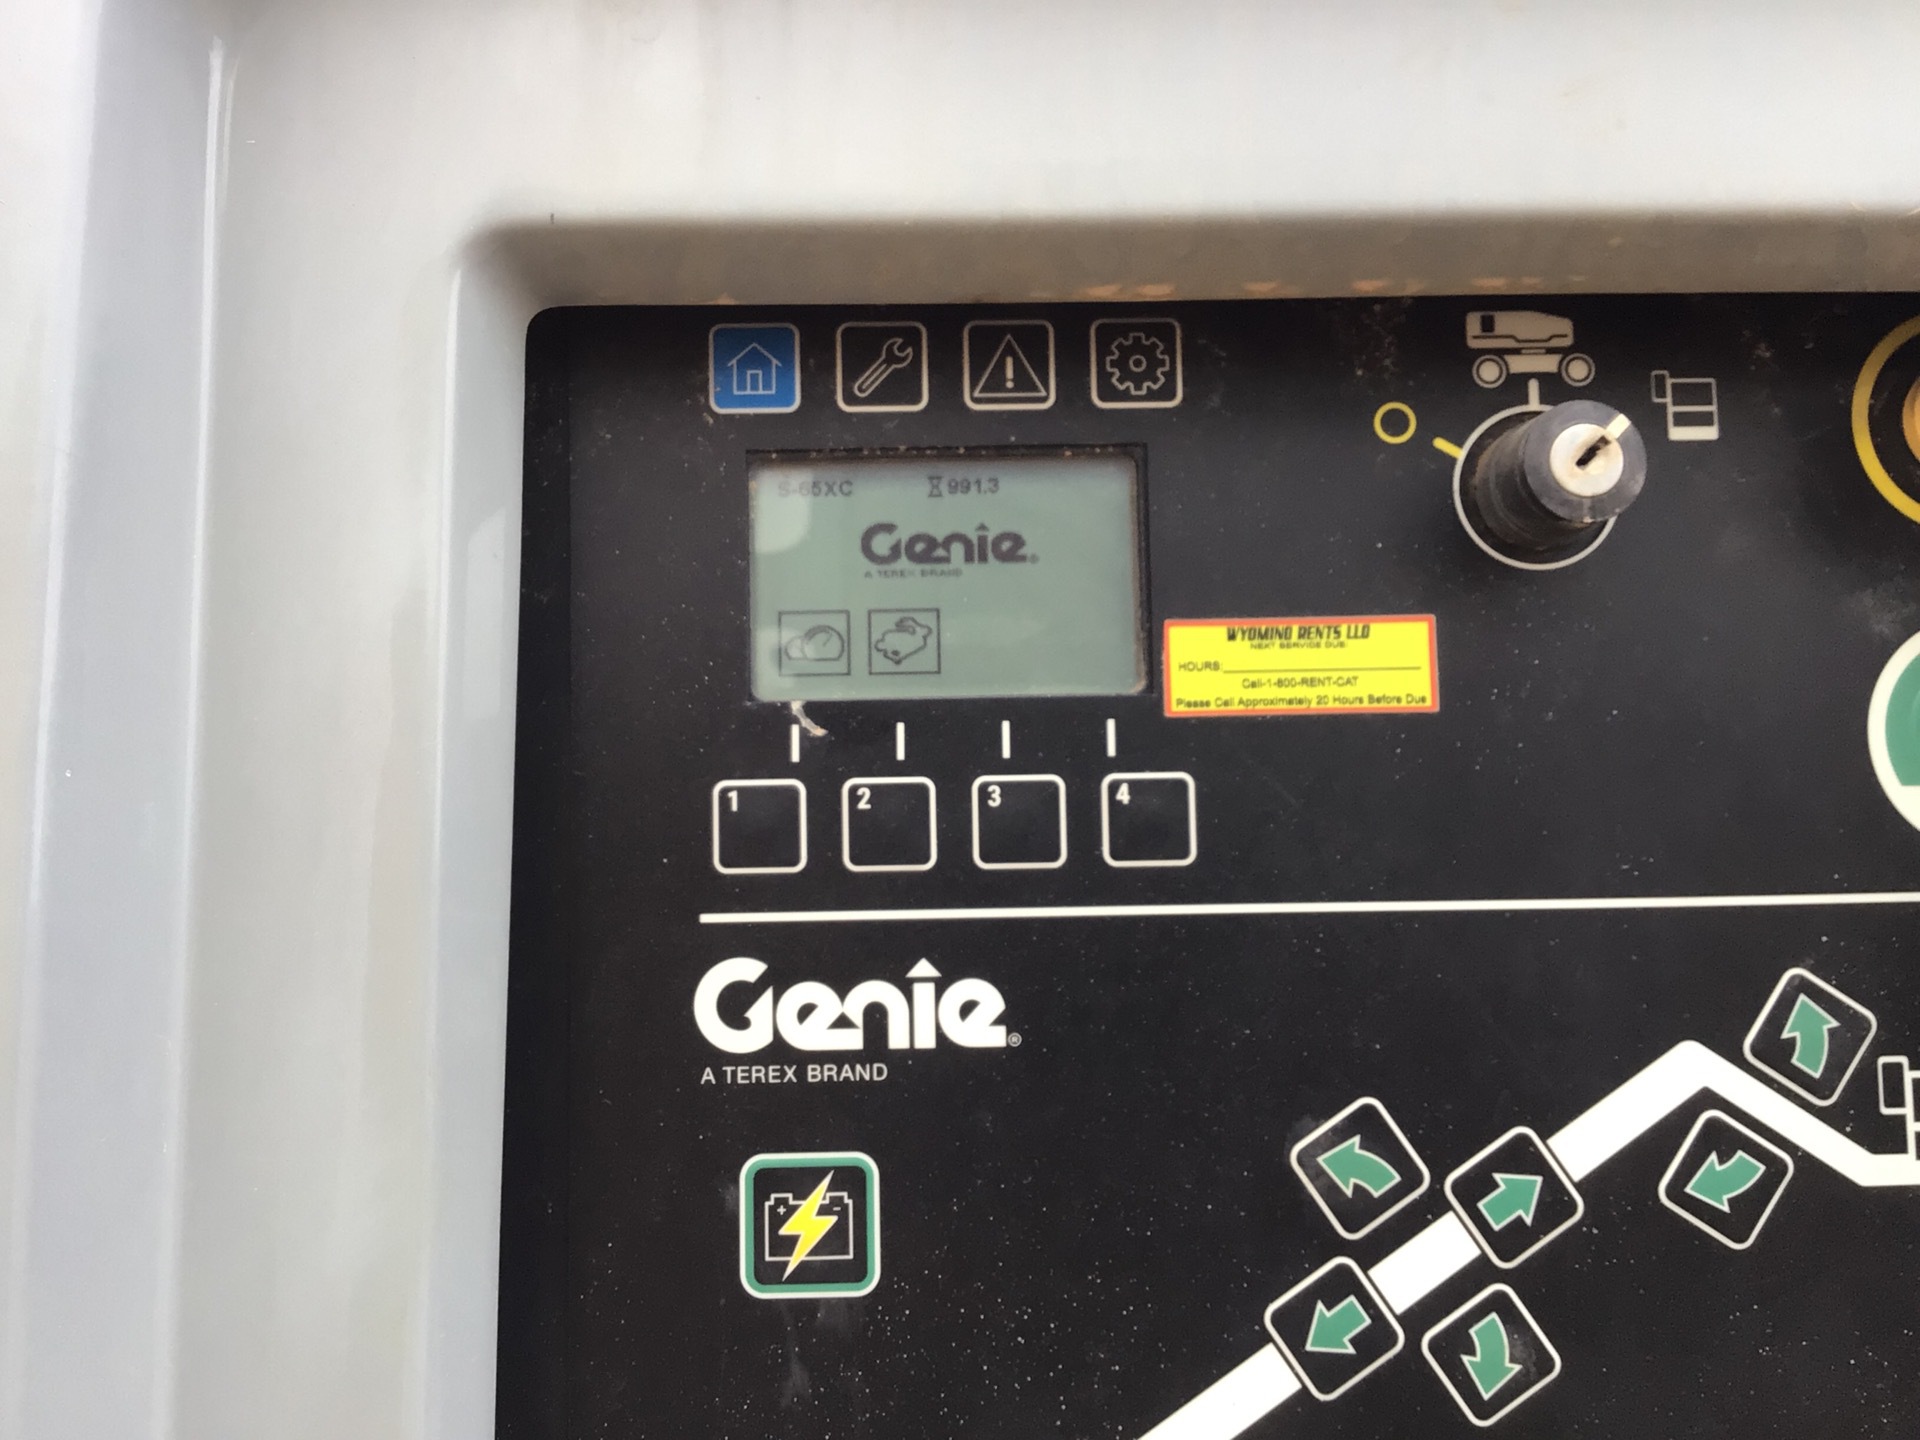 S-65XC 991.3
Genie®
A TEREX BRAND
WYOMING RENTS LLC
NEXT SERVICE DUE:
HOURS:
Call-1-800-RENT-CAT
Please Call Approximately 20 Hours Before Due
1 2 3 4
Genie®
A TEREX BRAND
+ -